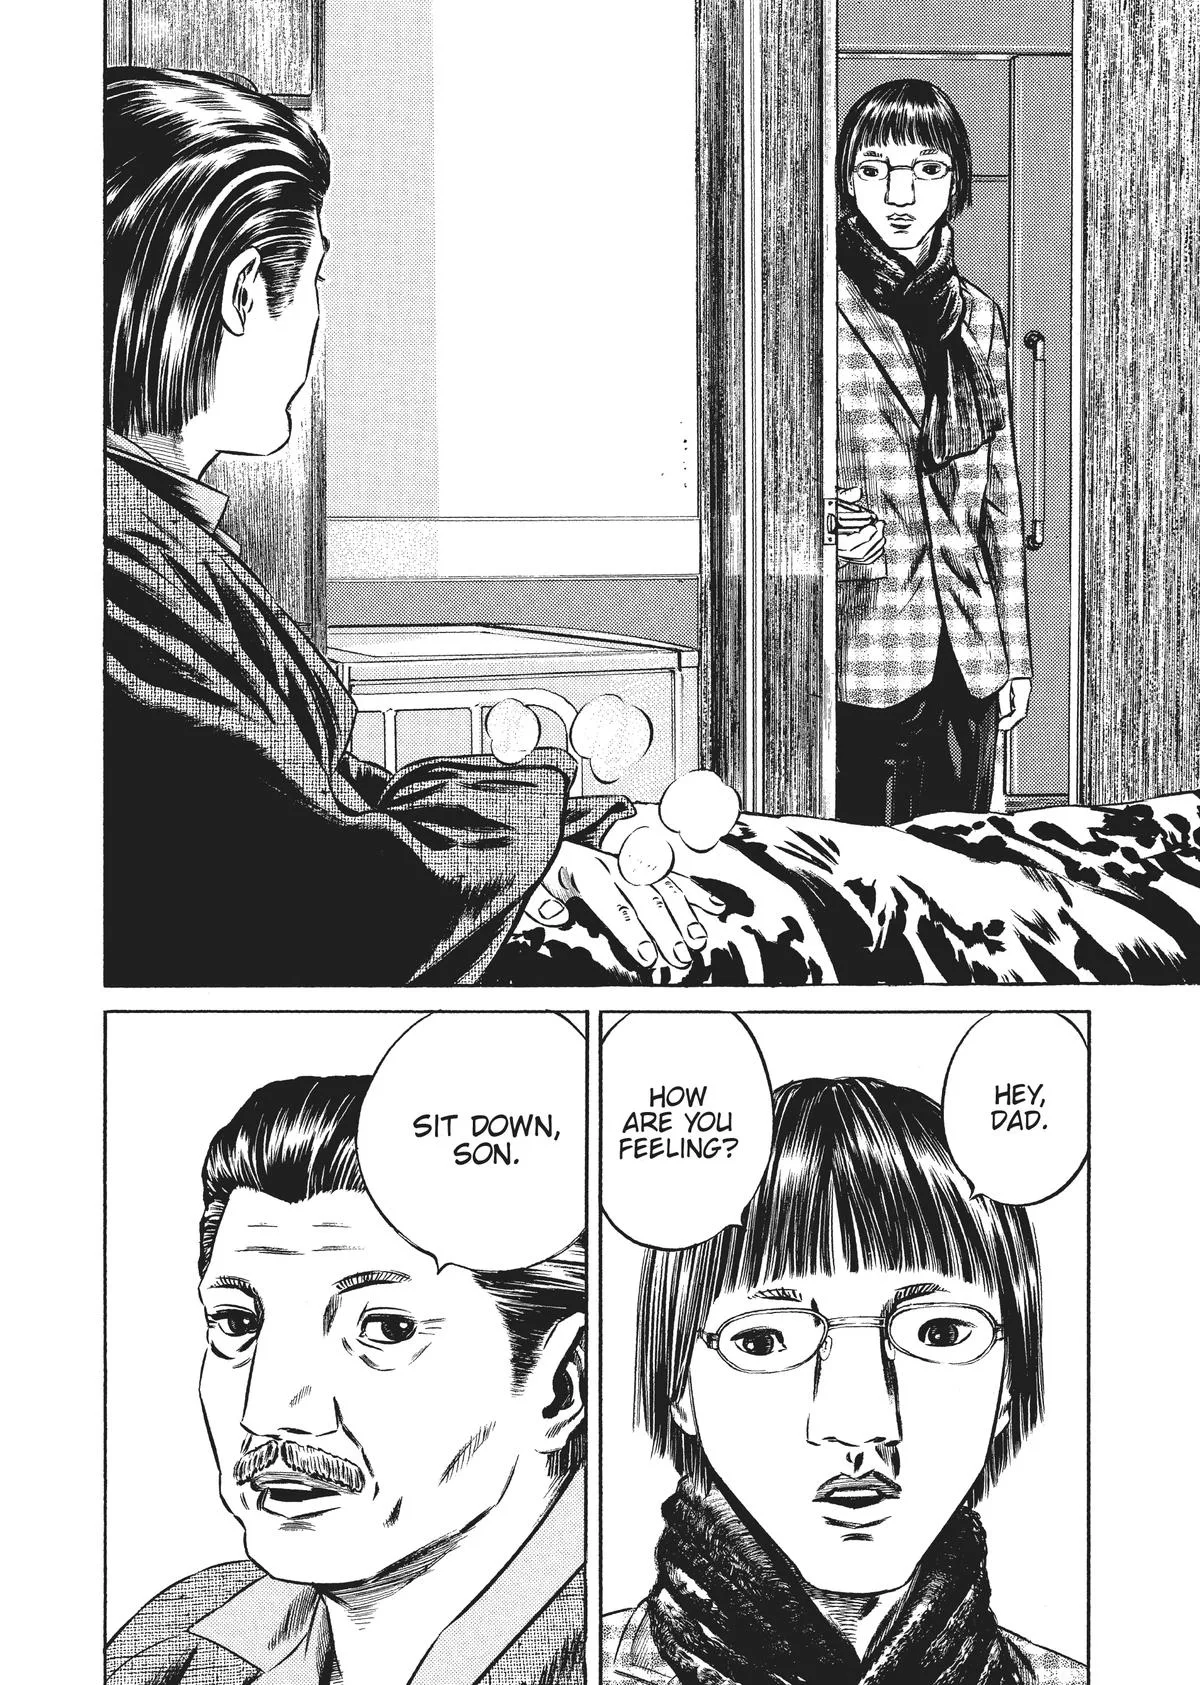 HEY,
DAD.
HOW
ARE YOU
FEELING?
SIT DOWN,
SON.